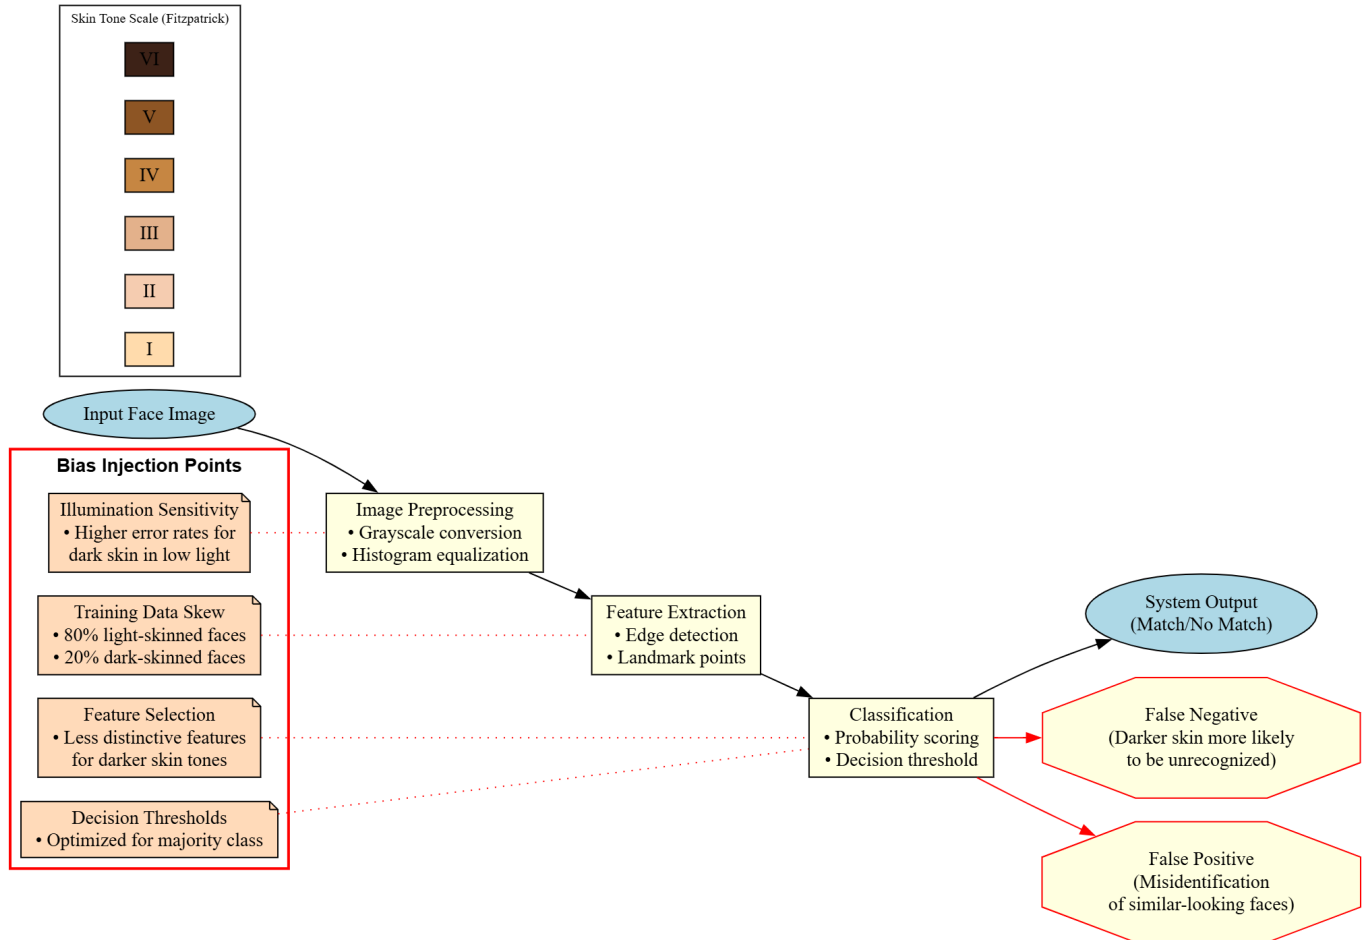 Skin Tone Scale (Fitzpatrick)
VI
V
IV
III
II
I
Input Face Image
Bias Injection Points
Illumination Sensitivity
• Higher error rates for
dark skin in low light
Training Data Skew
• 80% light-skinned faces
• 20% dark-skinned faces
Feature Selection
• Less distinctive features
for darker skin tones
Decision Thresholds
• Optimized for majority class
Image Preprocessing
• Grayscale conversion
• Histogram equalization
Feature Extraction
• Edge detection
• Landmark points
Classification
• Probability scoring
• Decision threshold
System Output
(Match/No Match)
False Negative
(Darker skin more likely
to be unrecognized)
False Positive
(Misidentification
of similar-looking faces)